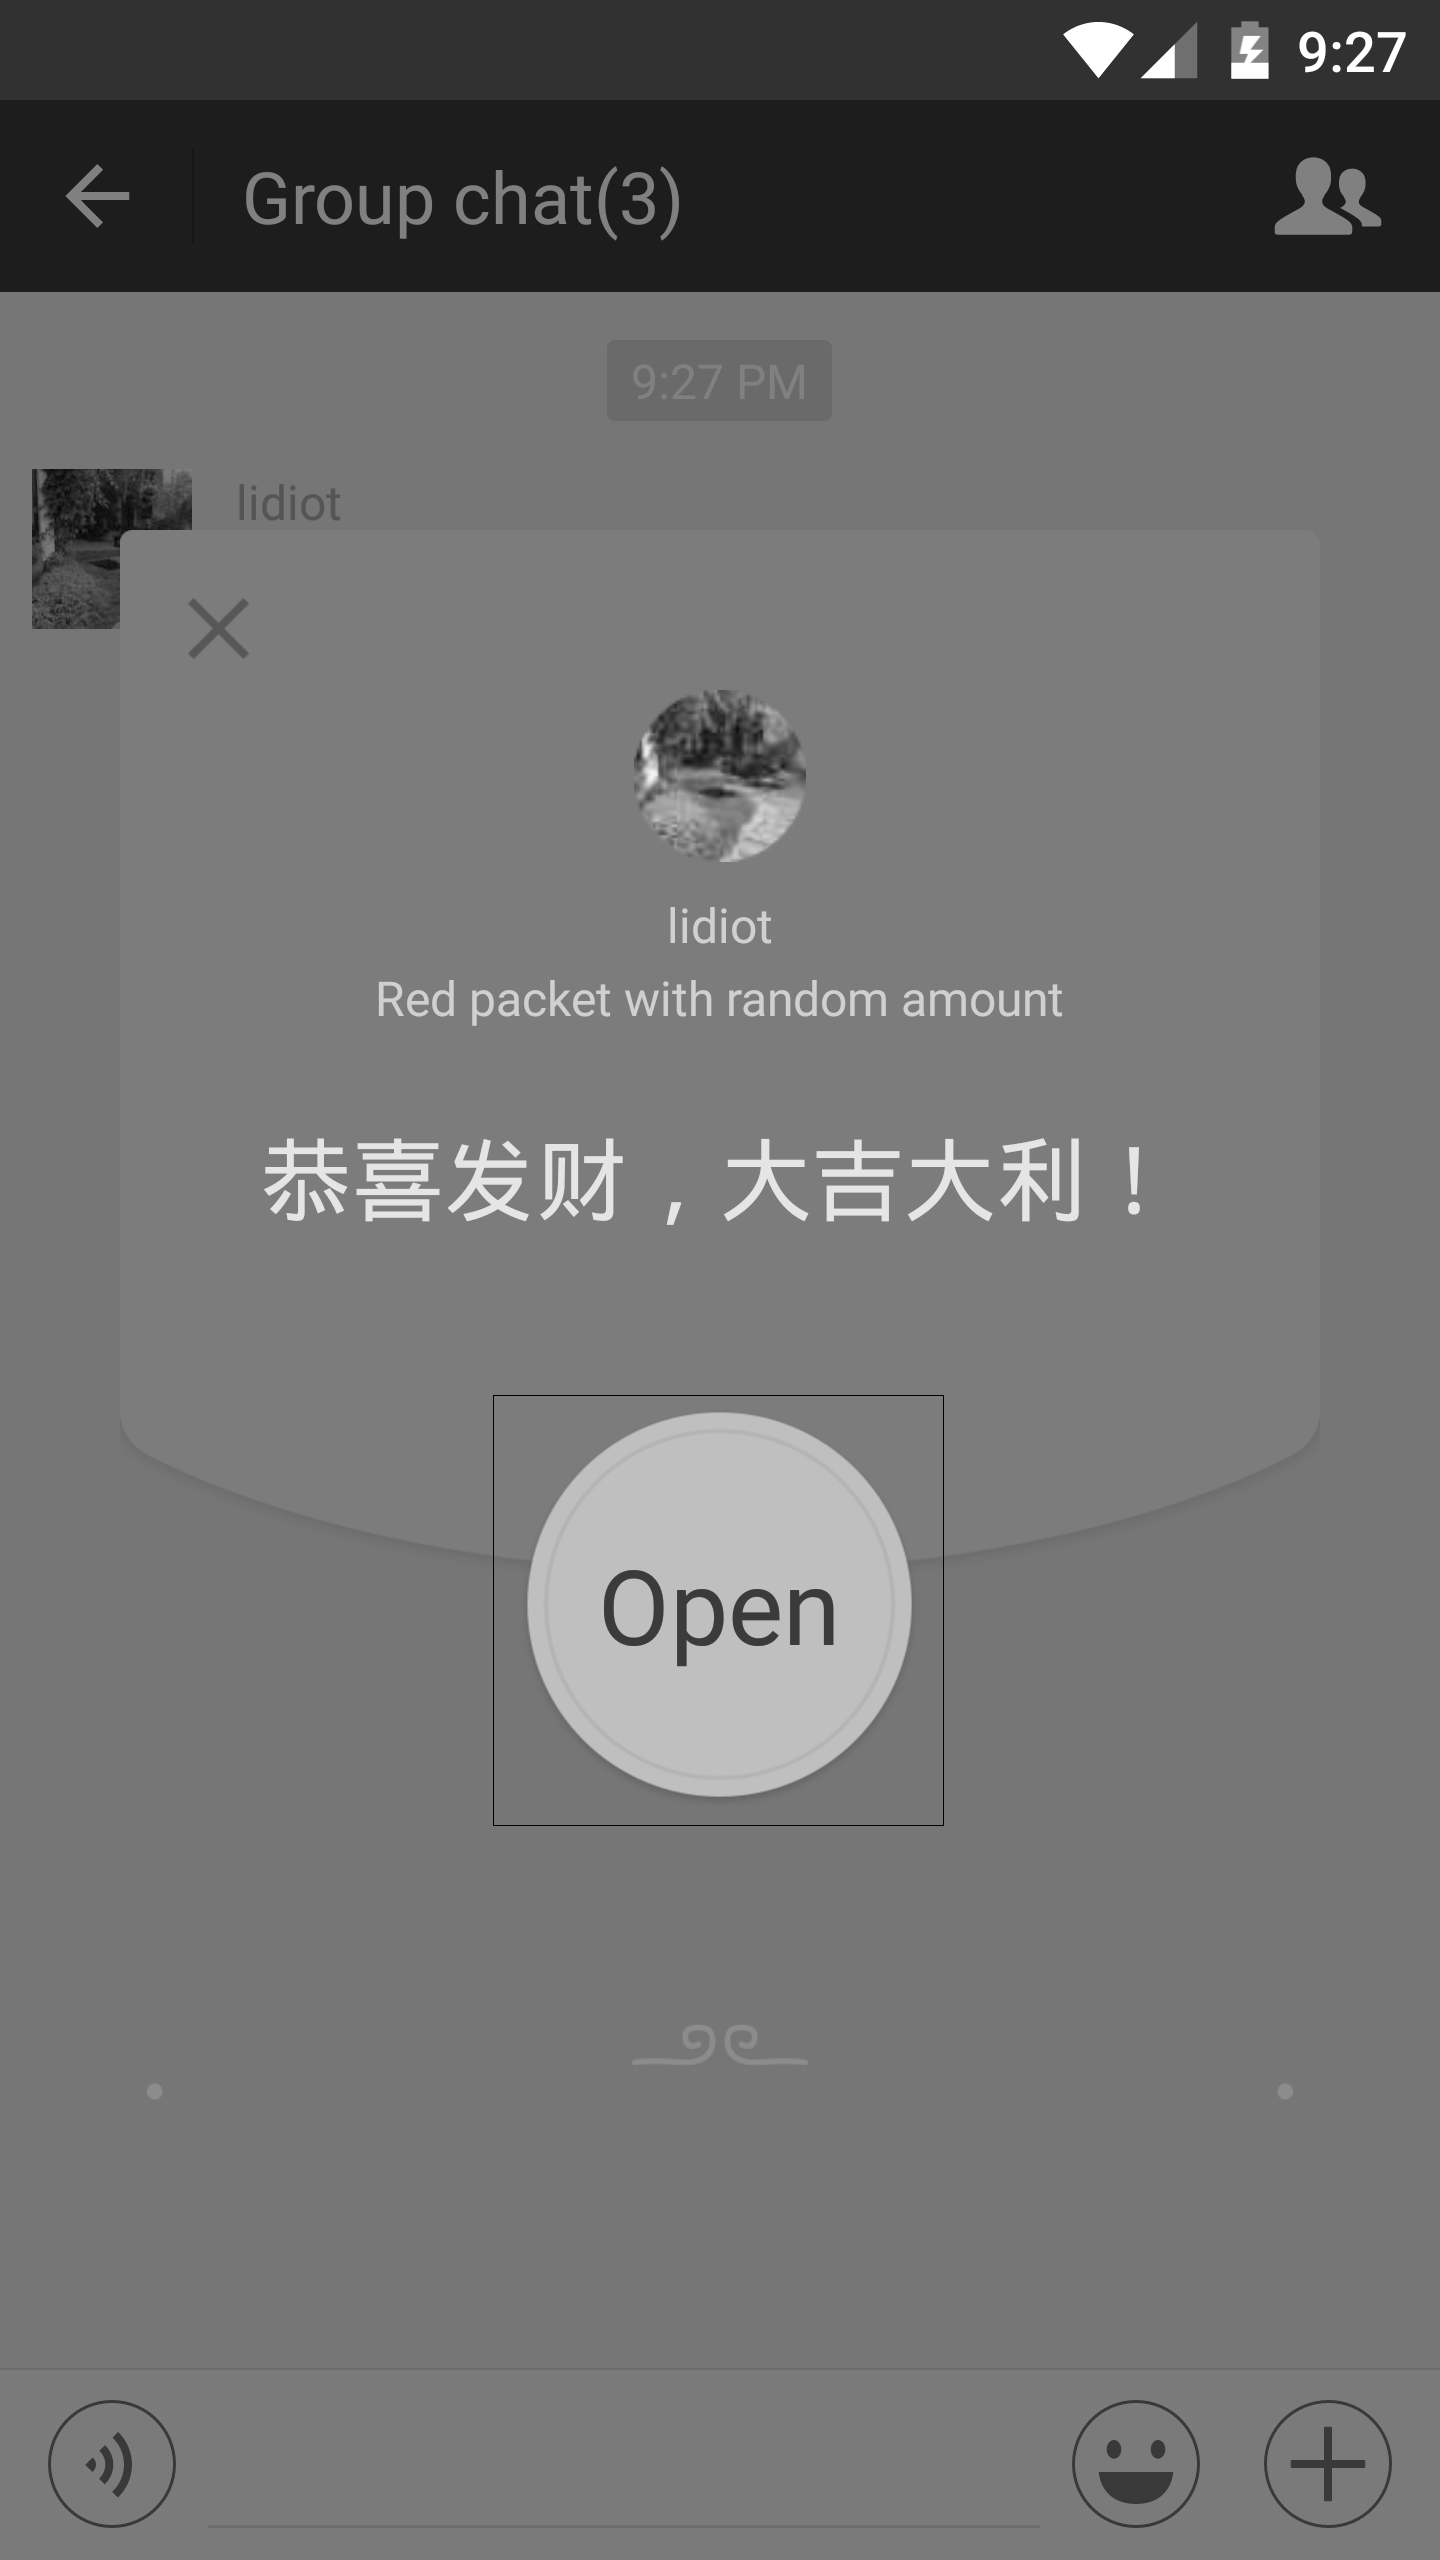 9:27
Group chat(3)
9:27 PM
lidiot
lidiot
Red packet with random amount
恭喜发财，大吉大利！
Open